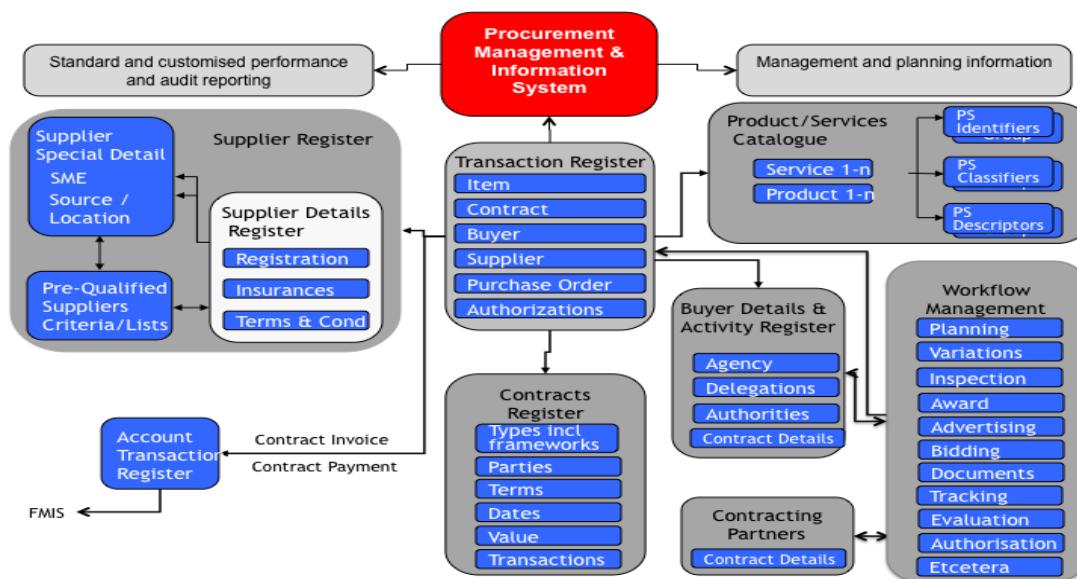 Procurement
Management &
Information
System
Standard and customised performance
and audit reporting
Management and planning information
Supplier Register
Supplier
Special Detail
SME
Source /
Location
Supplier Details
Register
Registration
Insurances
Terms & Cond
Pre-Qualified
Suppliers
Criteria/Lists
Transaction Register
Item
Contract
Buyer
Supplier
Purchase Order
Authorizations
Product/Services
Catalogue
Service 1-n
Product 1-n
PS
Identifiers
Group
PS
Classifiers
PS
Descriptors
Buyer Details &
Activity Register
Agency
Delegations
Authorities
Contract Details
Workflow
Management
Planning
Variations
Inspection
Award
Advertising
Bidding
Documents
Tracking
Evaluation
Authorisation
Etcetera
Contracts
Register
Types incl
frameworks
Parties
Terms
Dates
Value
Transactions
Account
Transaction
Register
Contract Invoice
Contract Payment
FMIS
Contracting
Partners
Contract Details